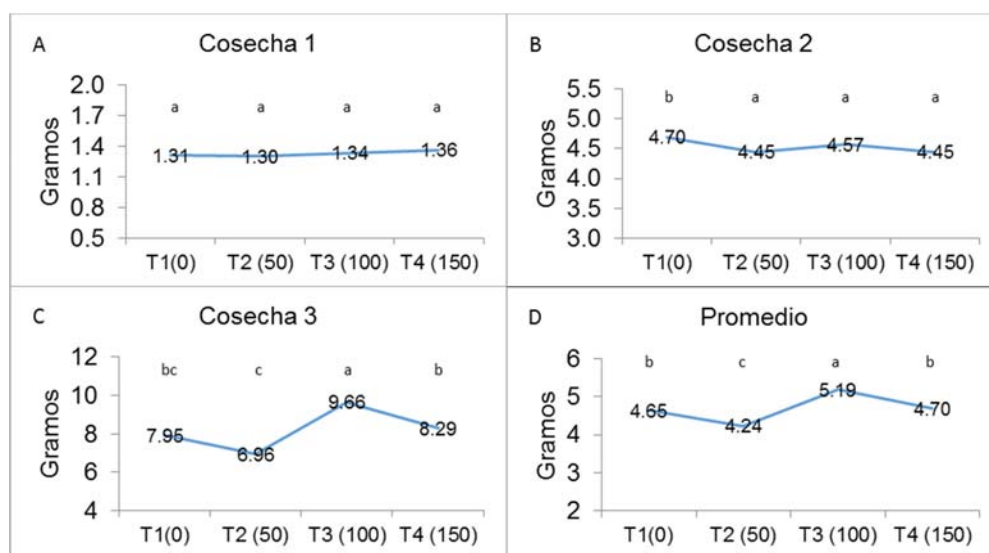 A
Cosecha 1
Gramos
2.0
1.7
1.4
1.1
0.8
0.5
a a a a
1.31 1.30 1.34 1.36
T1(0) T2 (50) T3 (100) T4 (150)
B
Cosecha 2
Gramos
5.5
5.0
4.5
4.0
3.5
3.0
b a a a
4.70 4.45 4.57 4.45
T1(0) T2 (50) T3 (100) T4 (150)
C
Cosecha 3
Gramos
12
10
8
6
4
bc c a b
7.95 6.96 9.66 8.29
T1(0) T2 (50) T3 (100) T4 (150)
D
Promedio
Gramos
6
5
4
3
2
b c a b
4.65 4.24 5.19 4.70
T1(0) T2 (50) T3 (100) T4 (150)